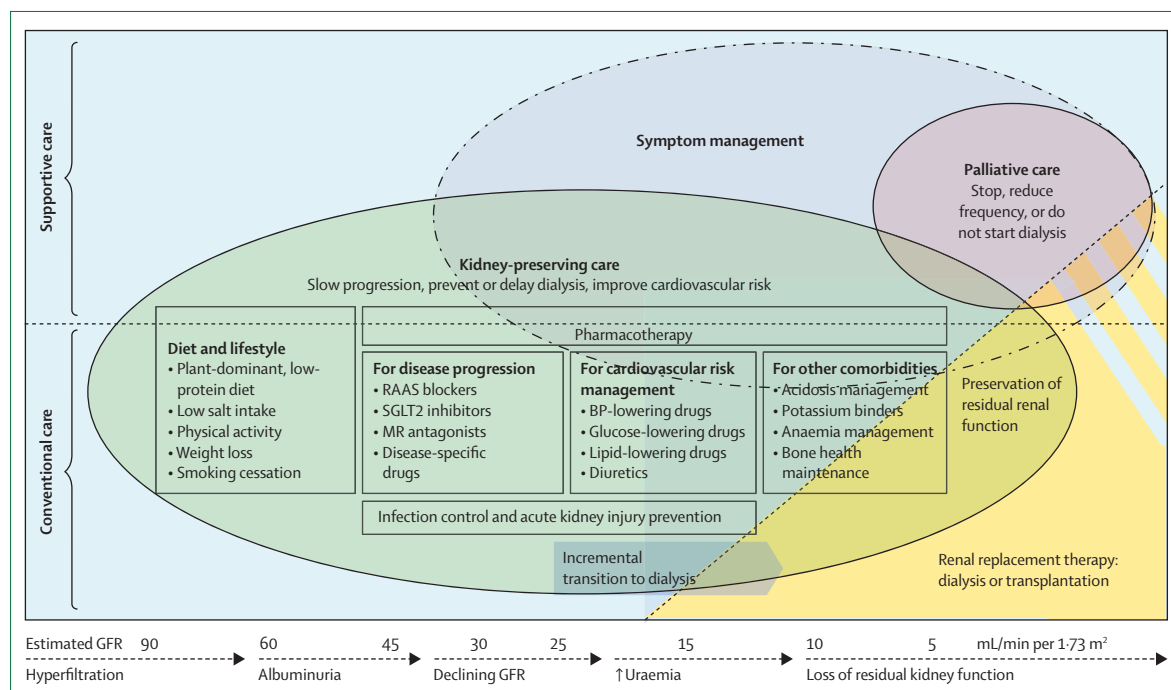 Supportive care
Conventional care
Symptom management
Palliative care
Stop, reduce
frequency, or do
not start dialysis
Kidney-preserving care
Slow progression, prevent or delay dialysis, improve cardiovascular risk
Pharmacotherapy
Diet and lifestyle
• Plant-dominant, low-
protein diet
• Low salt intake
• Physical activity
• Weight loss
• Smoking cessation
For disease progression
• RAAS blockers
• SGLT2 inhibitors
• MR antagonists
• Disease-specific
drugs
For cardiovascular risk
management
• BP-lowering drugs
• Glucose-lowering drugs
• Lipid-lowering drugs
• Diuretics
For other comorbidities
• Acidosis management
• Potassium binders
• Anaemia management
• Bone health
maintenance
Preservation of
residual renal
function
Infection control and acute kidney injury prevention
Incremental
transition to dialysis
Renal replacement therapy:
dialysis or transplantation
Estimated GFR 90 60 45 30 25 15 10 5 mL/min per 1·73 m²
Hyperfiltration Albuminuria Declining GFR ↑Uraemia Loss of residual kidney function